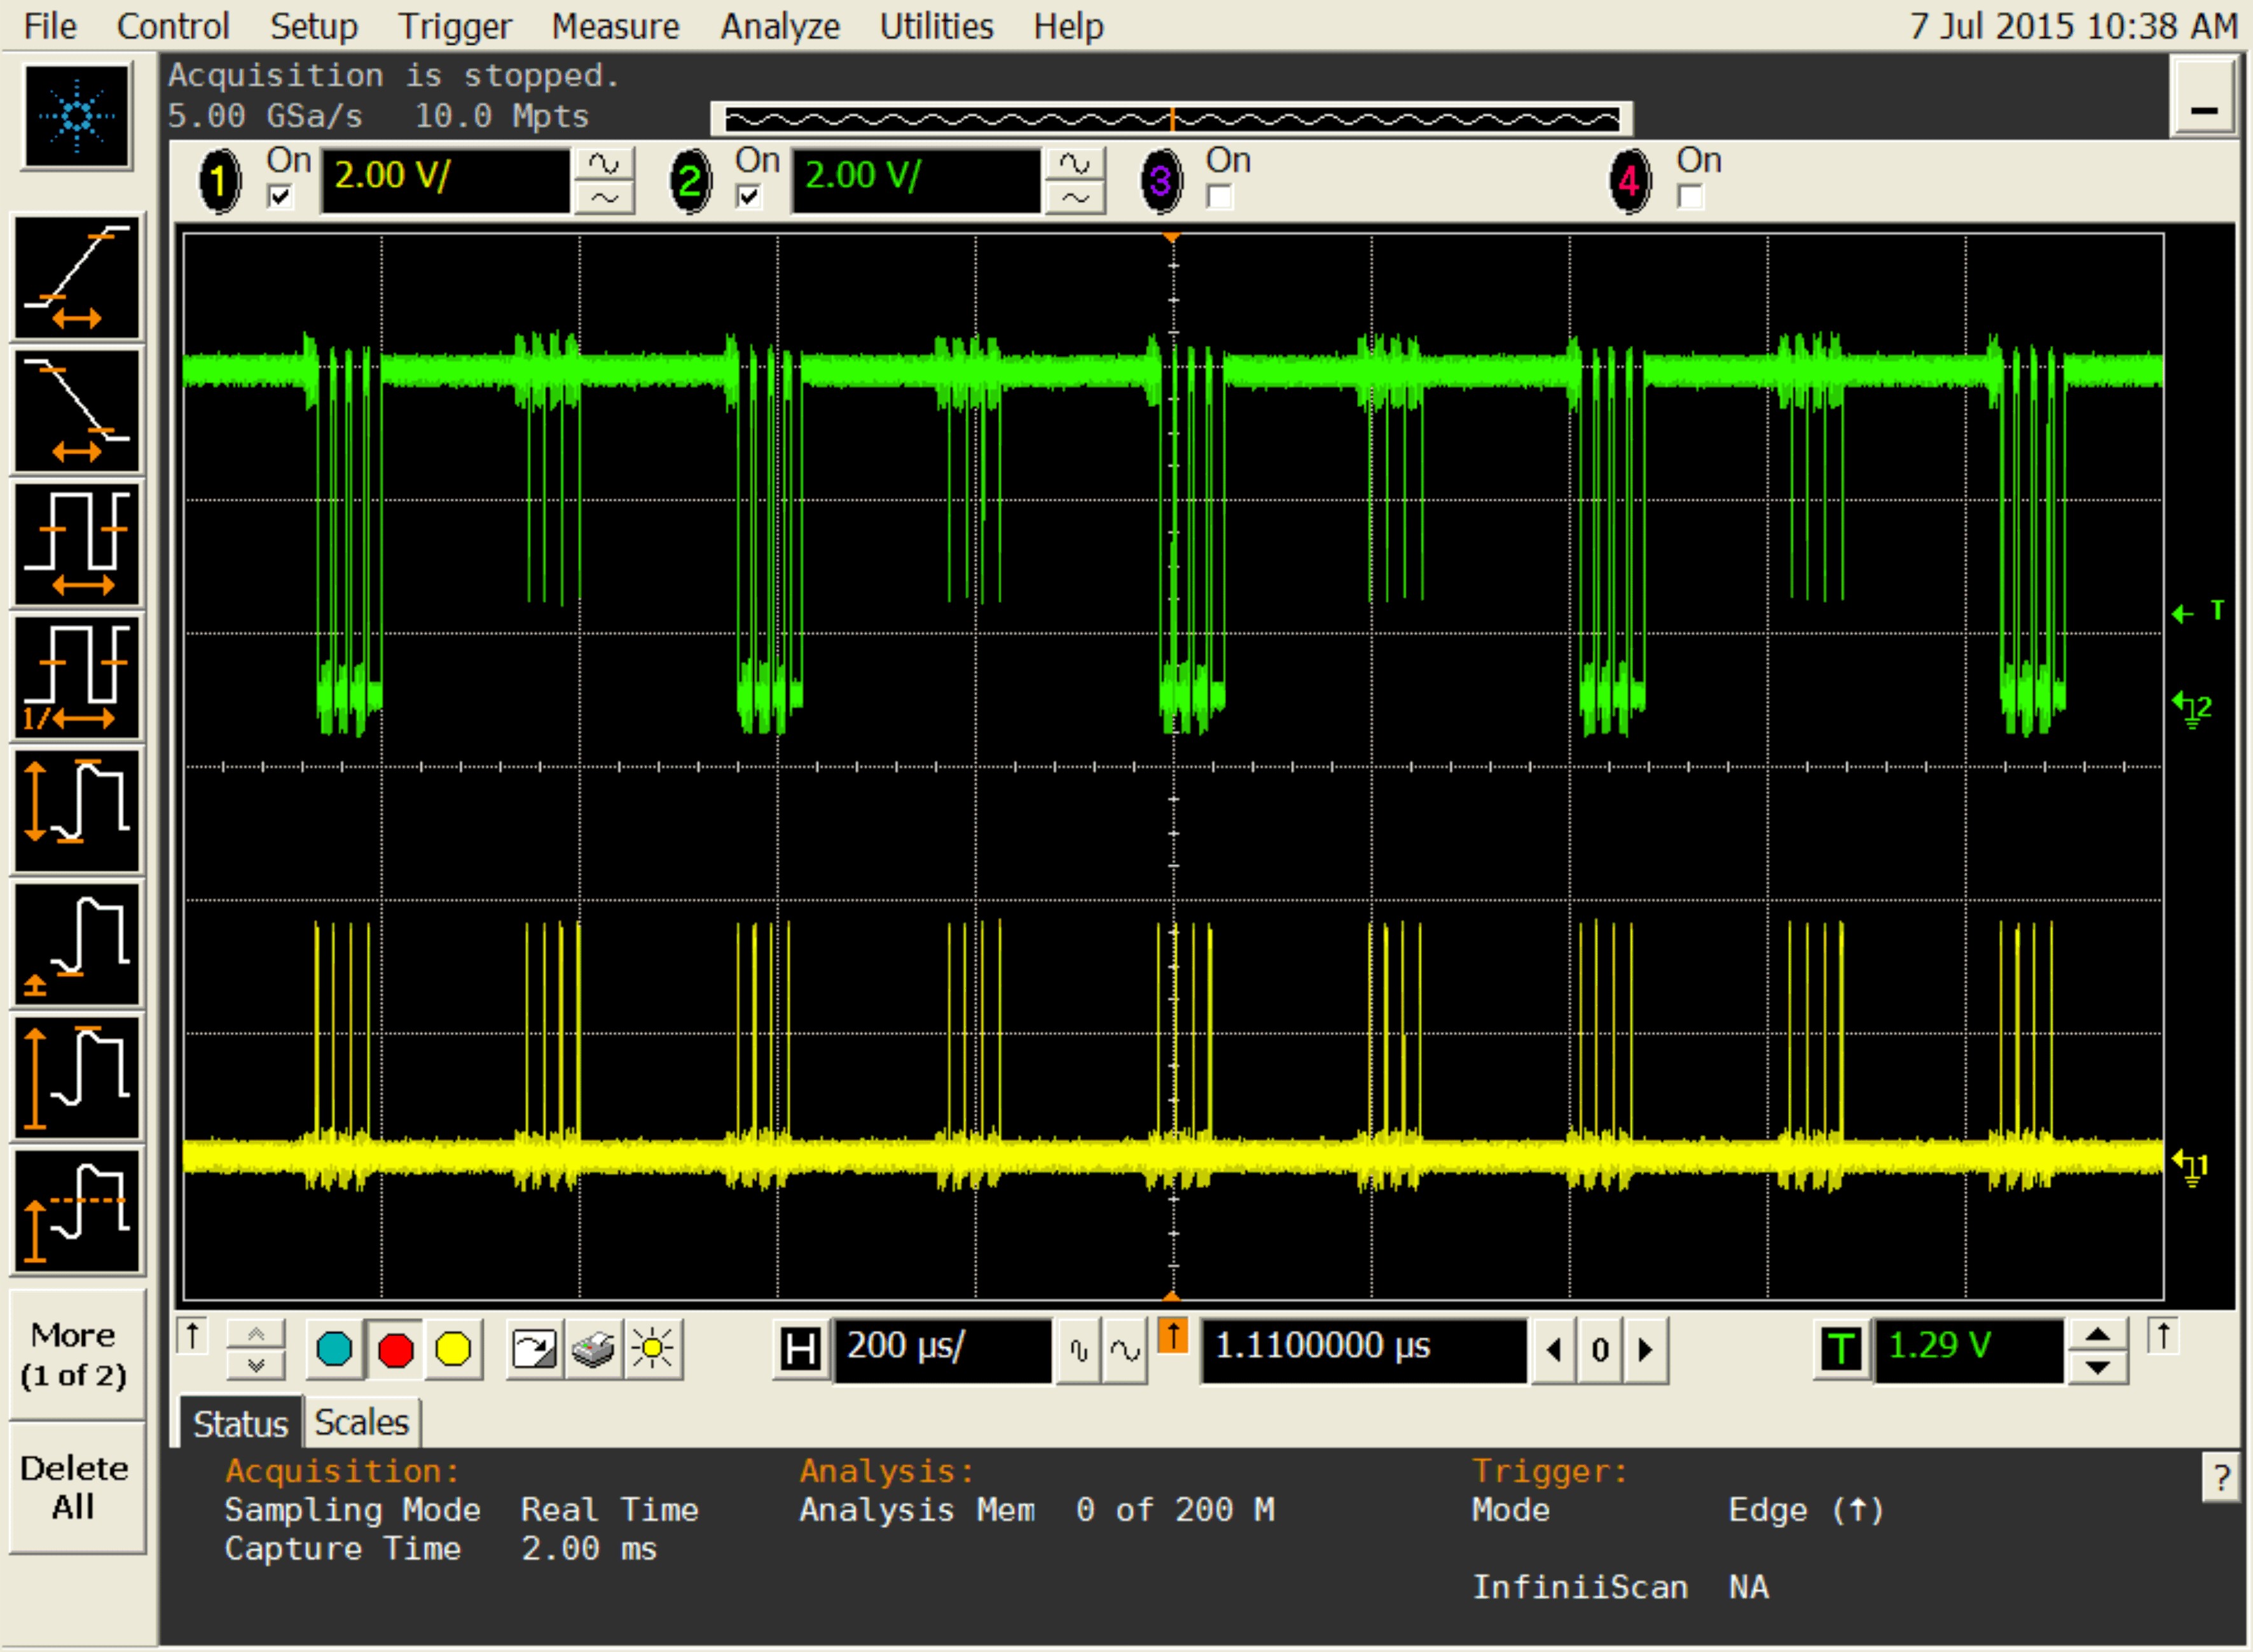 File Control Setup Trigger Measure Analyze Utilities Help 7 Jul 2015 10:38 AM
Acquisition is stopped.
5.00 GSa/s 10.0 Mpts
1 On 2.00 V/ 2 On 2.00 V/ 3 On 4 On
T
2
1
1/
More
(1 of 2)
Delete
All
H 200 µs/ 1.1100000 µs 0 T 1.29 V
Status Scales
Acquisition: Analysis: Trigger:
Sampling Mode Real Time Analysis Mem 0 of 200 M Mode Edge (↑)
Capture Time 2.00 ms
InfiniiScan NA
?